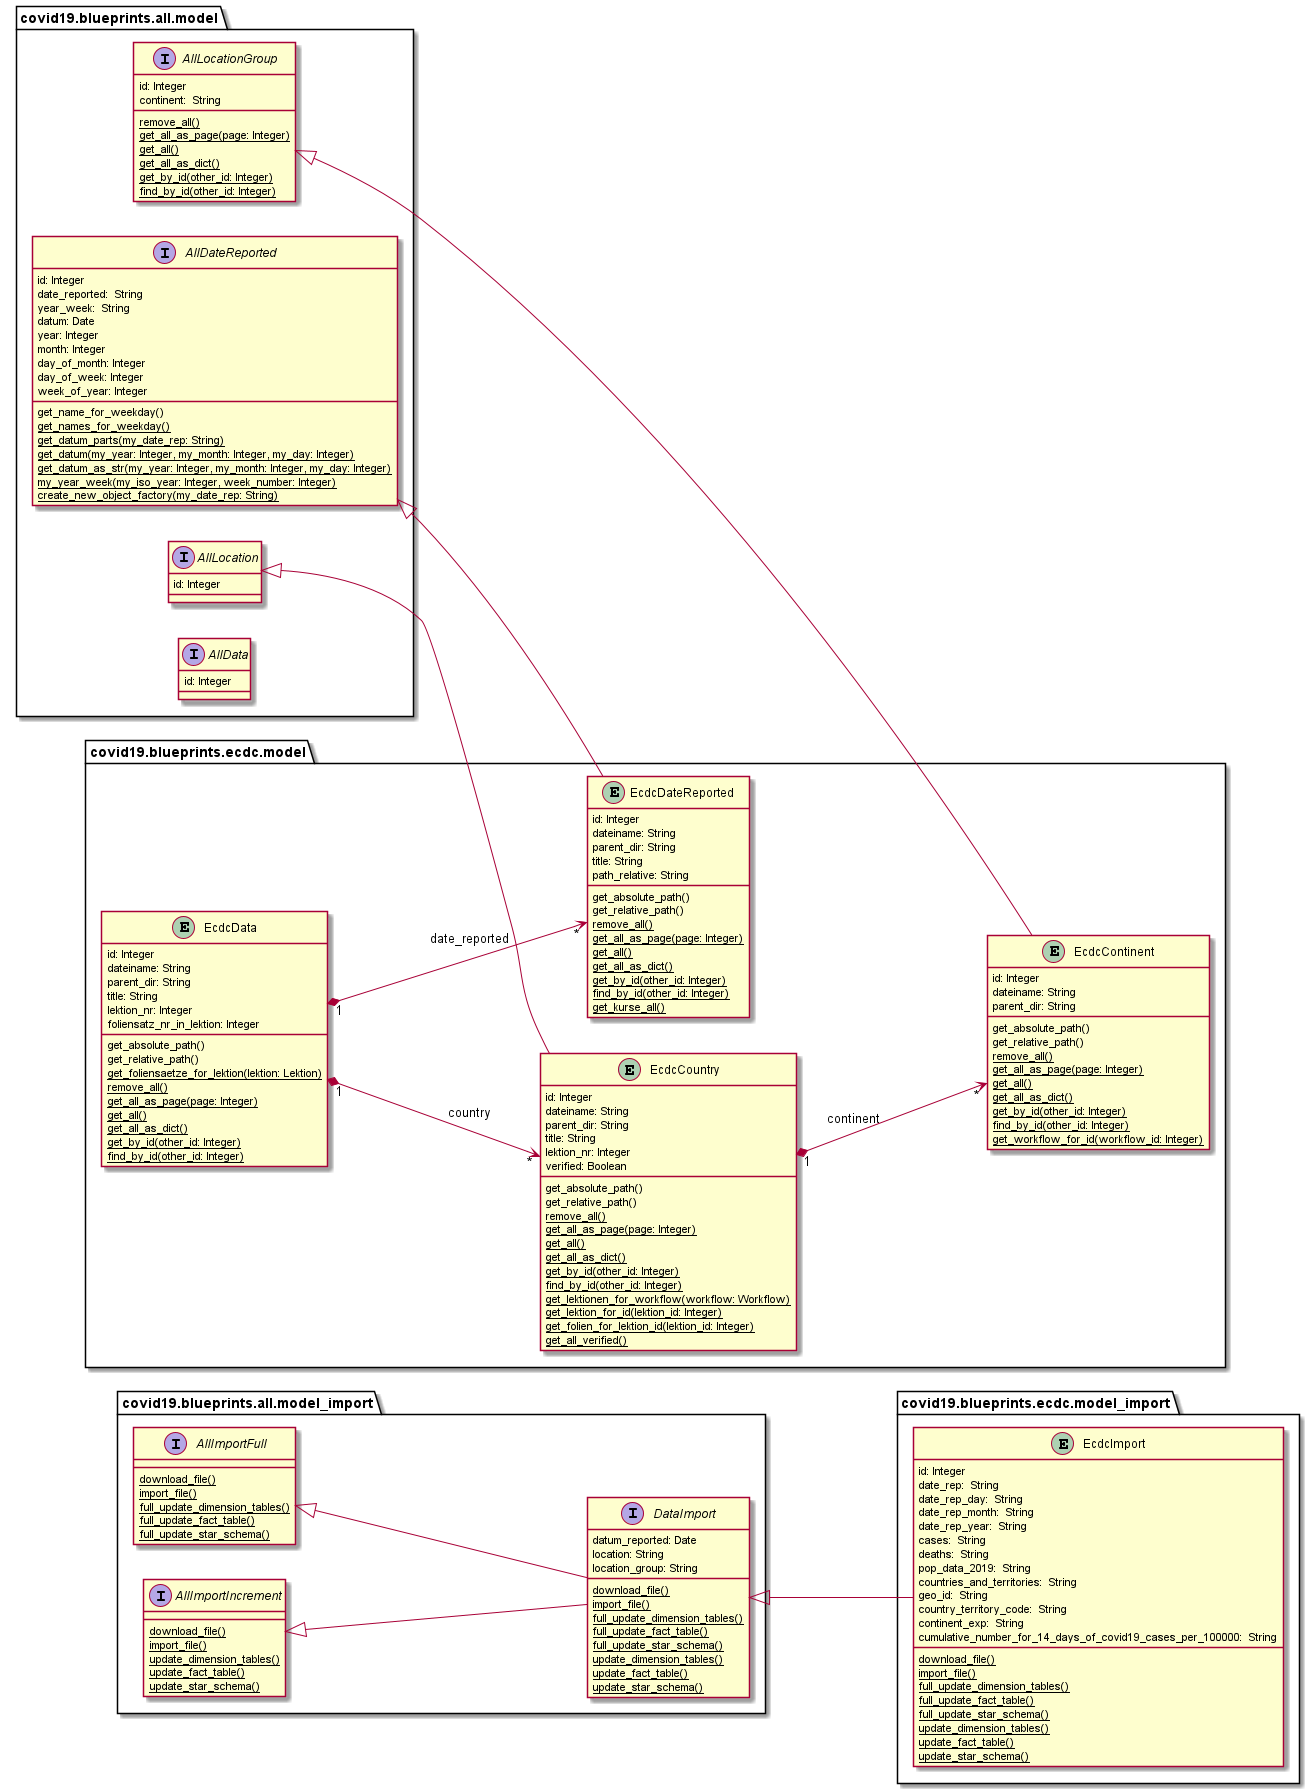 covid19.blueprints.all.model
I AllLocationGroup
id: Integer
continent:  String
remove_all()
get_all_as_page(page: Integer)
get_all()
get_all_as_dict()
get_by_id(other_id: Integer)
find_by_id(other_id: Integer)
I AllDateReported
id: Integer
date_reported:  String
year_week:  String
datum: Date
year: Integer
month: Integer
day_of_month: Integer
day_of_week: Integer
week_of_year: Integer
get_name_for_weekday()
get_names_for_weekday()
get_datum_parts(my_date_rep: String)
get_datum(my_year: Integer, my_month: Integer, my_day: Integer)
get_datum_as_str(my_year: Integer, my_month: Integer, my_day: Integer)
my_year_week(my_iso_year: Integer, week_number: Integer)
create_new_object_factory(my_date_rep: String)
I AllLocation
id: Integer
I AllData
id: Integer
covid19.blueprints.ecdc.model
E EcdcDateReported
id: Integer
dateiname: String
parent_dir: String
title: String
path_relative: String
get_absolute_path()
get_relative_path()
remove_all()
get_all_as_page(page: Integer)
get_all()
get_all_as_dict()
get_by_id(other_id: Integer)
find_by_id(other_id: Integer)
get_kurse_all()
E EcdcData
id: Integer
dateiname: String
parent_dir: String
title: String
lektion_nr: Integer
foliensatz_nr_in_lektion: Integer
get_absolute_path()
get_relative_path()
get_foliensaetze_for_lektion(lektion: Lektion)
remove_all()
get_all_as_page(page: Integer)
get_all()
get_all_as_dict()
get_by_id(other_id: Integer)
find_by_id(other_id: Integer)
date_reported
*
1
1
country
*
E EcdcContinent
id: Integer
dateiname: String
parent_dir: String
get_absolute_path()
get_relative_path()
remove_all()
get_all_as_page(page: Integer)
get_all()
get_all_as_dict()
get_by_id(other_id: Integer)
find_by_id(other_id: Integer)
get_workflow_for_id(workflow_id: Integer)
E EcdcCountry
id: Integer
dateiname: String
parent_dir: String
title: String
lektion_nr: Integer
verified: Boolean
get_absolute_path()
get_relative_path()
remove_all()
get_all_as_page(page: Integer)
get_all()
get_all_as_dict()
get_by_id(other_id: Integer)
find_by_id(other_id: Integer)
get_lektionen_for_workflow(workflow: Workflow)
get_lektion_for_id(lektion_id: Integer)
get_folien_for_lektion_id(lektion_id: Integer)
get_all_verified()
continent
*
1
covid19.blueprints.all.model_import
I AllImportFull
download_file()
import_file()
full_update_dimension_tables()
full_update_fact_table()
full_update_star_schema()
I AllImportIncrement
download_file()
import_file()
update_dimension_tables()
update_fact_table()
update_star_schema()
I DataImport
datum_reported: Date
location: String
location_group: String
download_file()
import_file()
full_update_dimension_tables()
full_update_fact_table()
full_update_star_schema()
update_dimension_tables()
update_fact_table()
update_star_schema()
covid19.blueprints.ecdc.model_import
E EcdcImport
id: Integer
date_rep:  String
date_rep_day:  String
date_rep_month:  String
date_rep_year:  String
cases:  String
deaths:  String
pop_data_2019:  String
countries_and_territories:  String
geo_id:  String
country_territory_code:  String
continent_exp:  String
cumulative_number_for_14_days_of_covid19_cases_per_100000:  String
download_file()
import_file()
full_update_dimension_tables()
full_update_fact_table()
full_update_star_schema()
update_dimension_tables()
update_fact_table()
update_star_schema()